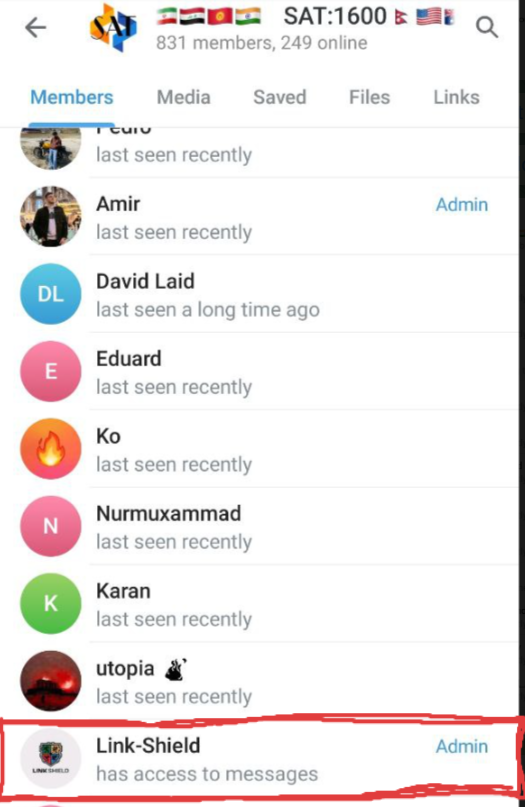 SAT
SAT:1600
831 members, 249 online
Members
Media
Saved
Files
Links
Pedro
last seen recently
Amir
Admin
last seen recently
DL
David Laid
last seen a long time ago
E
Eduard
last seen recently
Ko
last seen recently
N
Nurmuxammad
last seen recently
K
Karan
last seen recently
utopia
last seen recently
LINK-SHIELD
Link-Shield
Admin
has access to messages